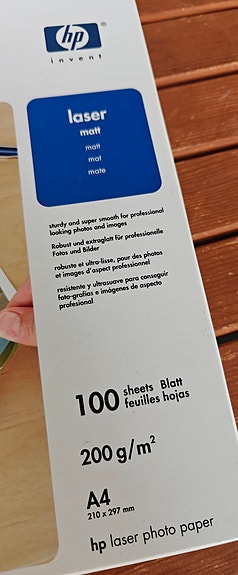 hp
invent
laser
matt
matt
mat
mate
sturdy and super smooth for professional
looking photos and images
Robust und extraglatt für professionelle
Fotos und Bilder
robuste et ultra-lisse, pour des photos
et images d'aspect professionnel
resistente y ultrasuave para conseguir
foto-grafias e imágenes de aspecto
profesional
100 sheets Blatt
feuilles hojas
200 g/m²
A4
210 x 297 mm
hp laser photo paper